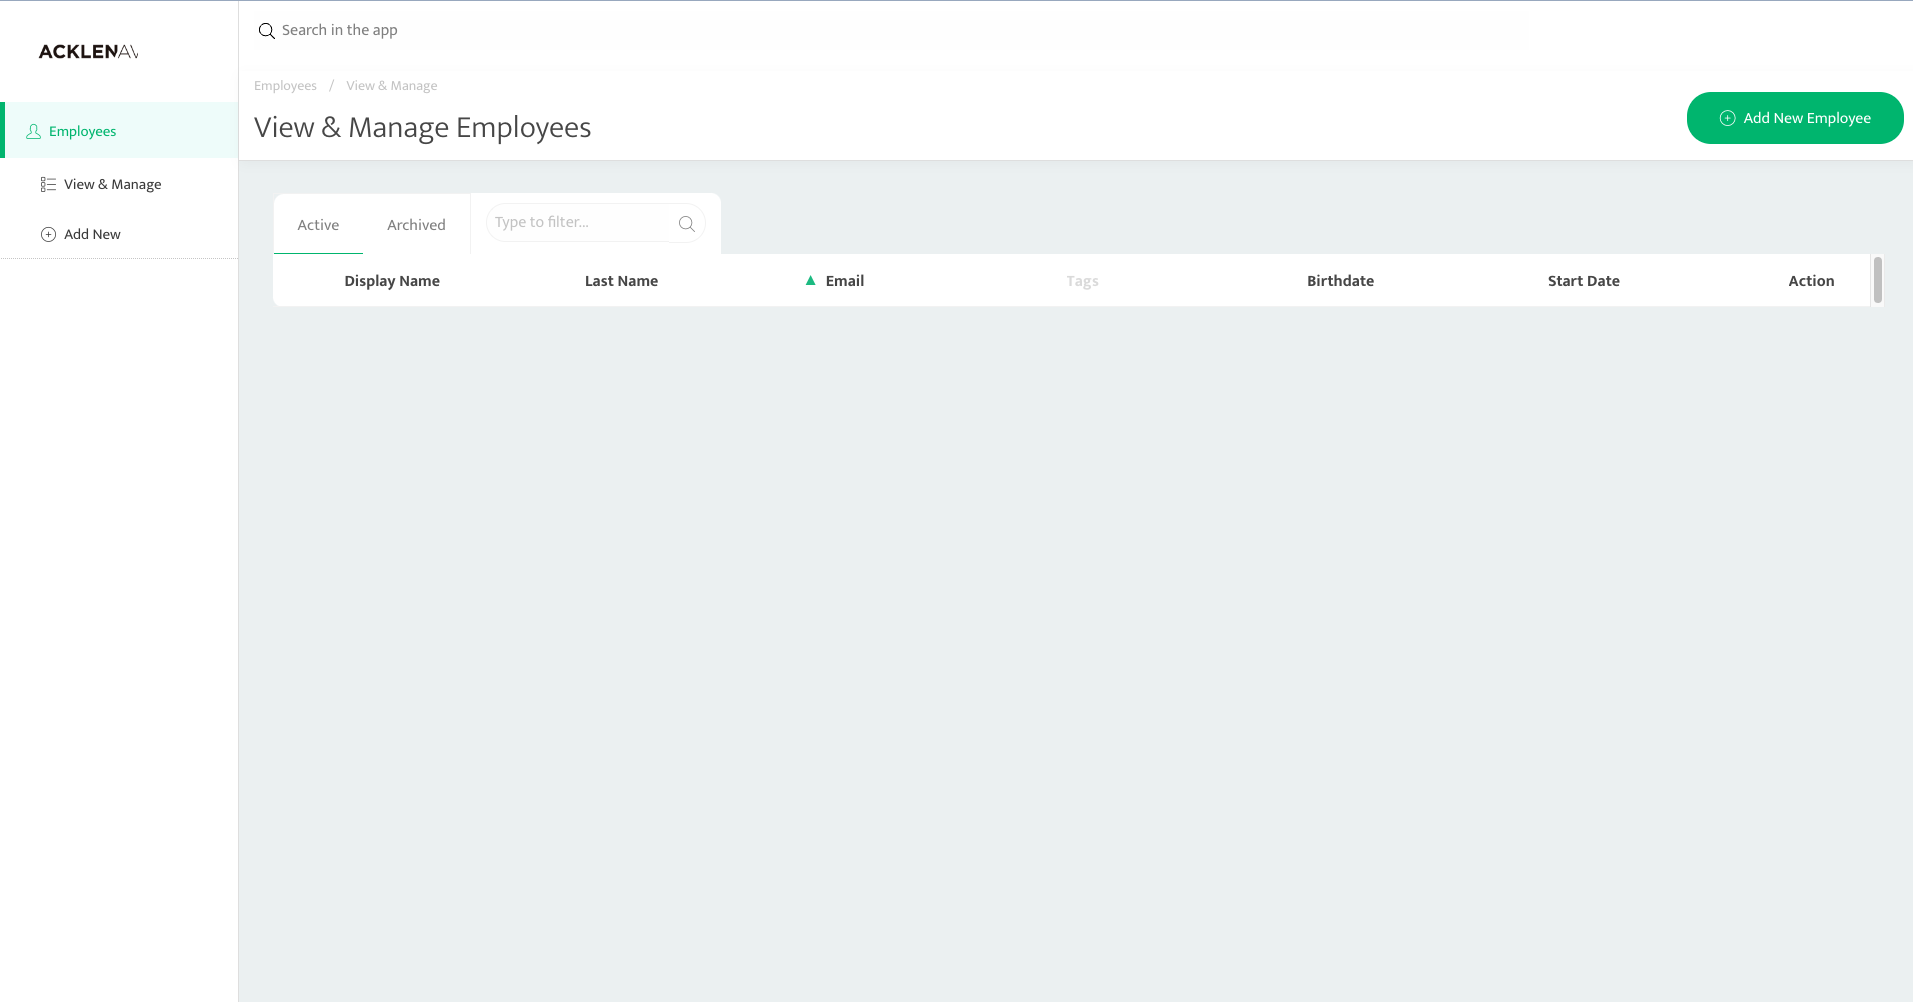 ACKLENAV
Search in the app
Employees / View & Manage
View & Manage Employees
Add New Employee
Employees
View & Manage
Add New
Active Archived Type to filter...
Display Name Last Name ▲ Email Tags Birthdate Start Date Action